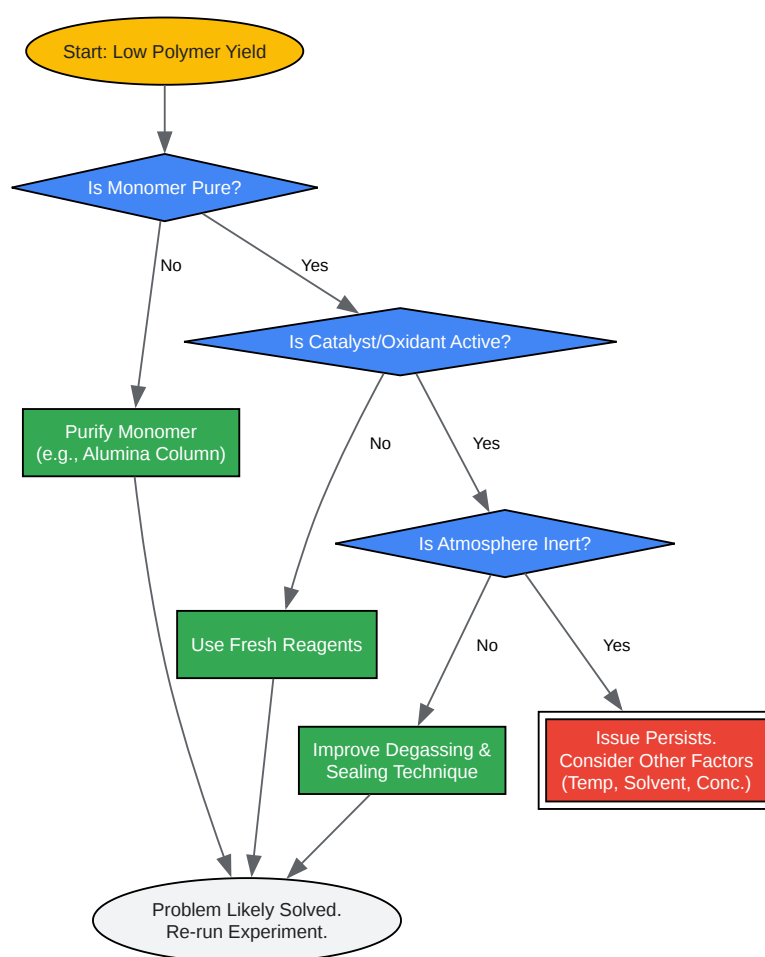 Start: Low Polymer Yield
Is Monomer Pure?
No
Yes
Is Catalyst/Oxidant Active?
Purify Monomer
(e.g., Alumina Column)
No
Yes
Is Atmosphere Inert?
Use Fresh Reagents
No
Yes
Improve Degassing &
Sealing Technique
Issue Persists.
Consider Other Factors
(Temp, Solvent, Conc.)
Problem Likely Solved.
Re-run Experiment.